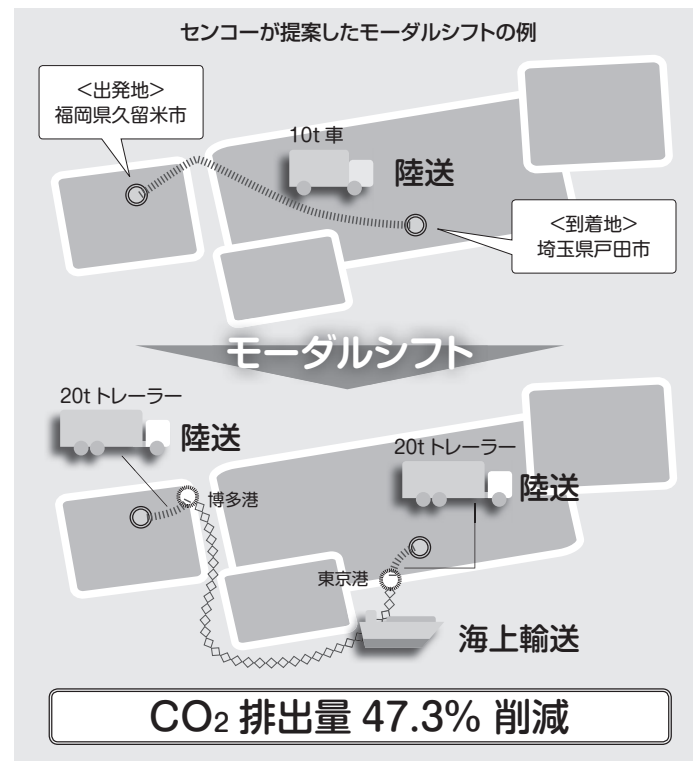 センコーが提案したモーダルシフトの例
<出発地>
福岡県久留米市
10t 車
陸送
<到着地>
埼玉県戸田市
モーダルシフト
20t トレーラー
陸送
20t トレーラー
陸送
博多港
東京港
海上輸送
CO2 排出量 47.3% 削減